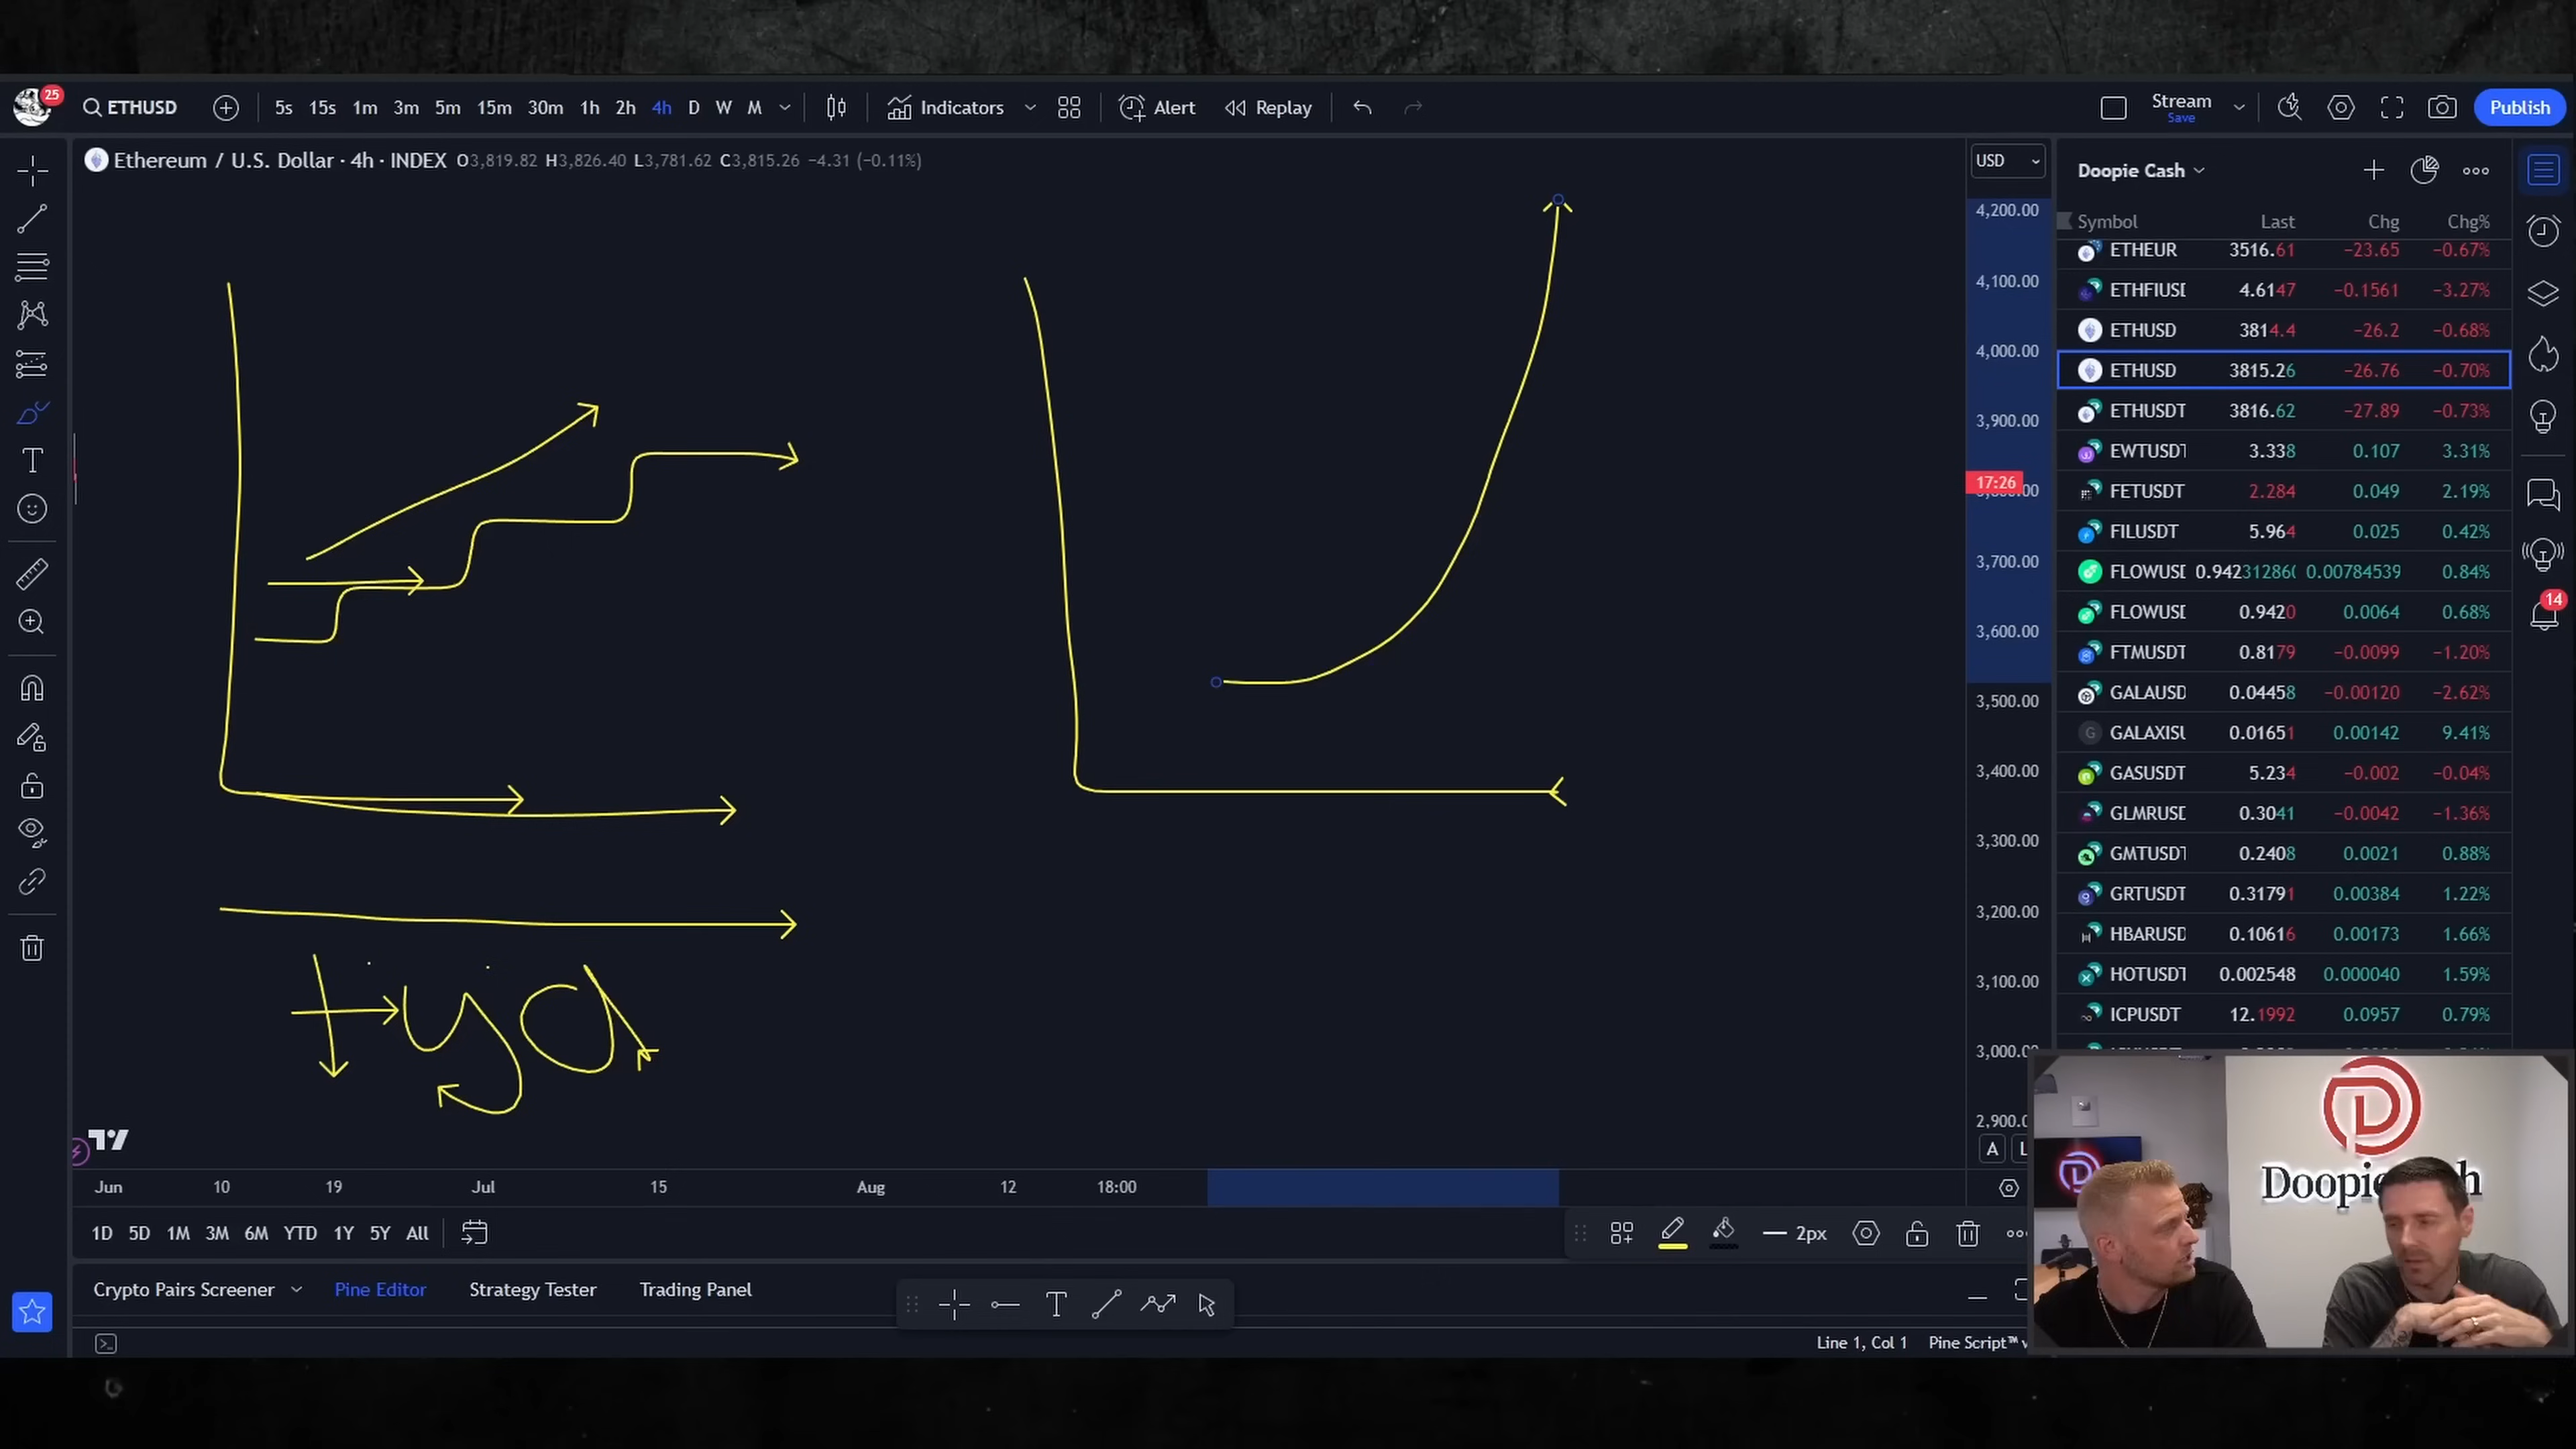 25
ETHUSD
5s 15s 1m 3m 5m 15m 30m 1h 2h 4h D W M
Indicators
Alert
Replay
Stream
Save
Publish
Ethereum / U.S. Dollar · 4h · INDEX O3,819.82 H3,826.40 L3,781.62 C3,815.26 −4.31 (−0.11%)
USD
4,200.00
4,100.00
4,000.00
3,900.00
17:26
3,700.00
3,600.00
3,500.00
3,400.00
3,300.00
3,200.00
3,100.00
3,000.0
2,900.
A L
tijd
Jun 10 19 Jul 15 Aug 12 18:00
1D 5D 1M 3M 6M YTD 1Y 5Y All
2px
Crypto Pairs Screener Pine Editor Strategy Tester Trading Panel
Line 1, Col 1 Pine Script™ v
Doopie Cash
Symbol Last Chg Chg%
ETHEUR 3516.61 −23.65 −0.67%
ETHFIUSD 4.6147 −0.1561 −3.27%
ETHUSD 3814.4 −26.2 −0.68%
ETHUSD 3815.26 −26.76 −0.70%
ETHUSDT 3816.62 −27.89 −0.73%
EWTUSDT 3.338 0.107 3.31%
FETUSDT 2.284 0.049 2.19%
FILUSDT 5.964 0.025 0.42%
FLOWUSD 0.94231286 0.00784539 0.84%
FLOWUSD 0.9420 0.0064 0.68%
FTMUSDT 0.8179 −0.0099 −1.20%
GALAUSD 0.04458 −0.00120 −2.62%
GALAXISU 0.01651 0.00142 9.41%
GASUSDT 5.234 −0.002 −0.04%
GLMRUSD 0.3041 −0.0042 −1.36%
GMTUSDT 0.2408 0.0021 0.88%
GRTUSDT 0.31791 0.00384 1.22%
HBARUSD 0.10616 0.00173 1.66%
HOTUSDT 0.002548 0.000040 1.59%
ICPUSDT 12.1992 0.0957 0.79%
14
Doopie